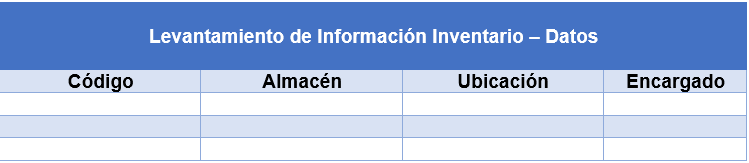 Levantamiento de Información Inventario – Datos
Código Almacén Ubicación Encargado